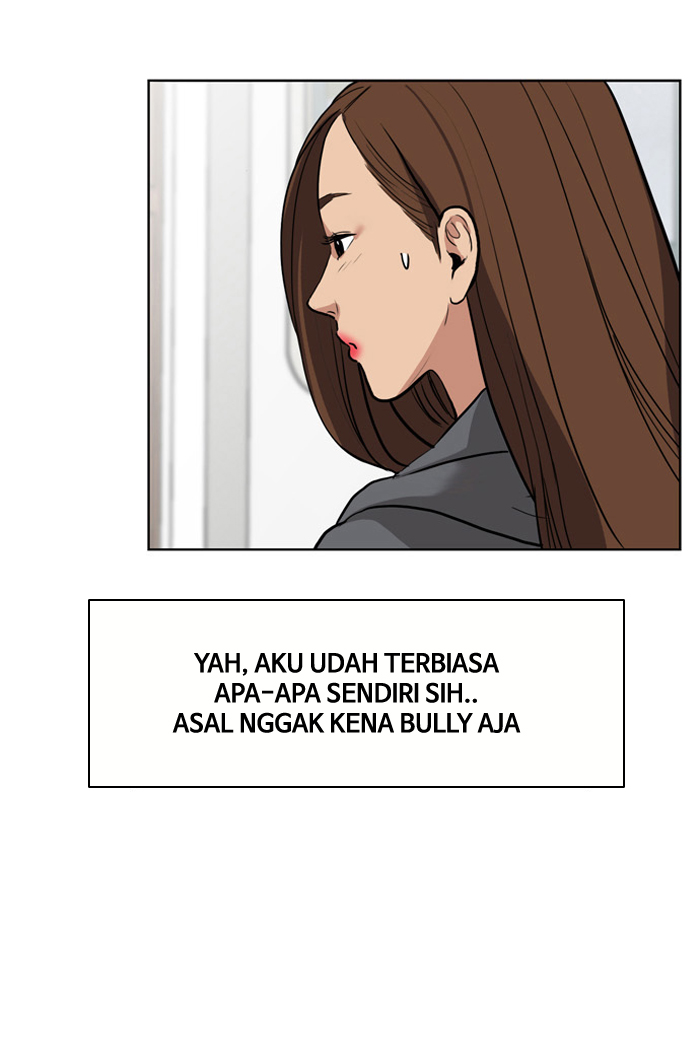 YAH, AKU UDAH TERBIASA
APA-APA SENDIRI SIH..
ASAL NGGAK KENA BULLY AJA